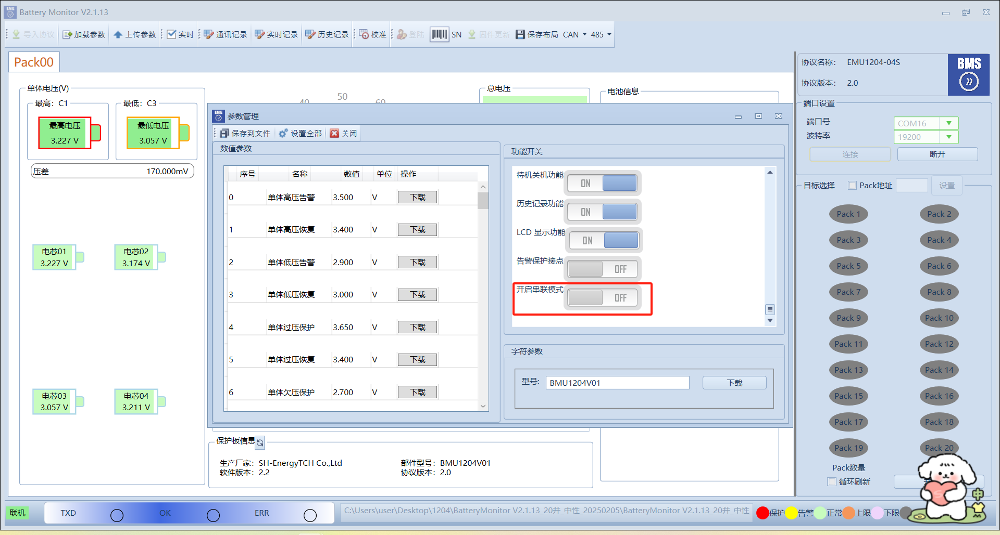 Battery Monitor V2.1.13
导入协议 加载参数 上传参数 实时 通讯记录 实时记录 历史记录 校准 登陆 SN 固件更新 保存布局 CAN 485
Pack00
单体电压(V)
最高: C1 最低: C3
最高电压
3.227 V
最低电压
3.057 V
压差 170.000mV
电芯01
3.227 V
电芯02
3.174 V
电芯03
3.057 V
电芯04
3.211 V
40 50 60
总电压
电池信息
参数管理
保存到文件 设置全部 关闭
数值参数
序号 名称 数值 单位 操作
0 单体高压告警 3.500 V 下载
1 单体高压恢复 3.400 V 下载
2 单体低压告警 2.900 V 下载
3 单体低压恢复 3.000 V 下载
4 单体过压保护 3.650 V 下载
5 单体过压恢复 3.400 V 下载
6 单体欠压保护 2.700 V 下载
功能开关
待机关机功能 ON
历史记录功能 ON
LCD 显示功能 ON
告警保护接点 OFF
开启串联模式 OFF
字符参数
型号: BMU1204V01 下载
保护板信息
生产厂家: SH-EnergyTCH Co.,Ltd 部件型号: BMU1204V01
软件版本: 2.2 协议版本: 2.0
协议名称: EMU1204-04S
协议版本: 2.0
BMS
端口设置
端口号 COM16
波特率 19200
连接 断开
目标选择 Pack地址 设置
Pack 1 Pack 2
Pack 3 Pack 4
Pack 5 Pack 6
Pack 7 Pack 8
Pack 9 Pack 10
Pack 11 Pack 12
Pack 13 Pack 14
Pack 15 Pack 16
Pack 17 Pack 18
Pack 19 Pack 20
Pack数量
循环刷新
中
联机 TXD OK ERR C:\Users\user\Desktop\1204\BatteryMonitor V2.1.13_20并_中性_20250205\BatteryMonitor V2.1.13_20并_中性_ 保护 告警 正常 上限 下限